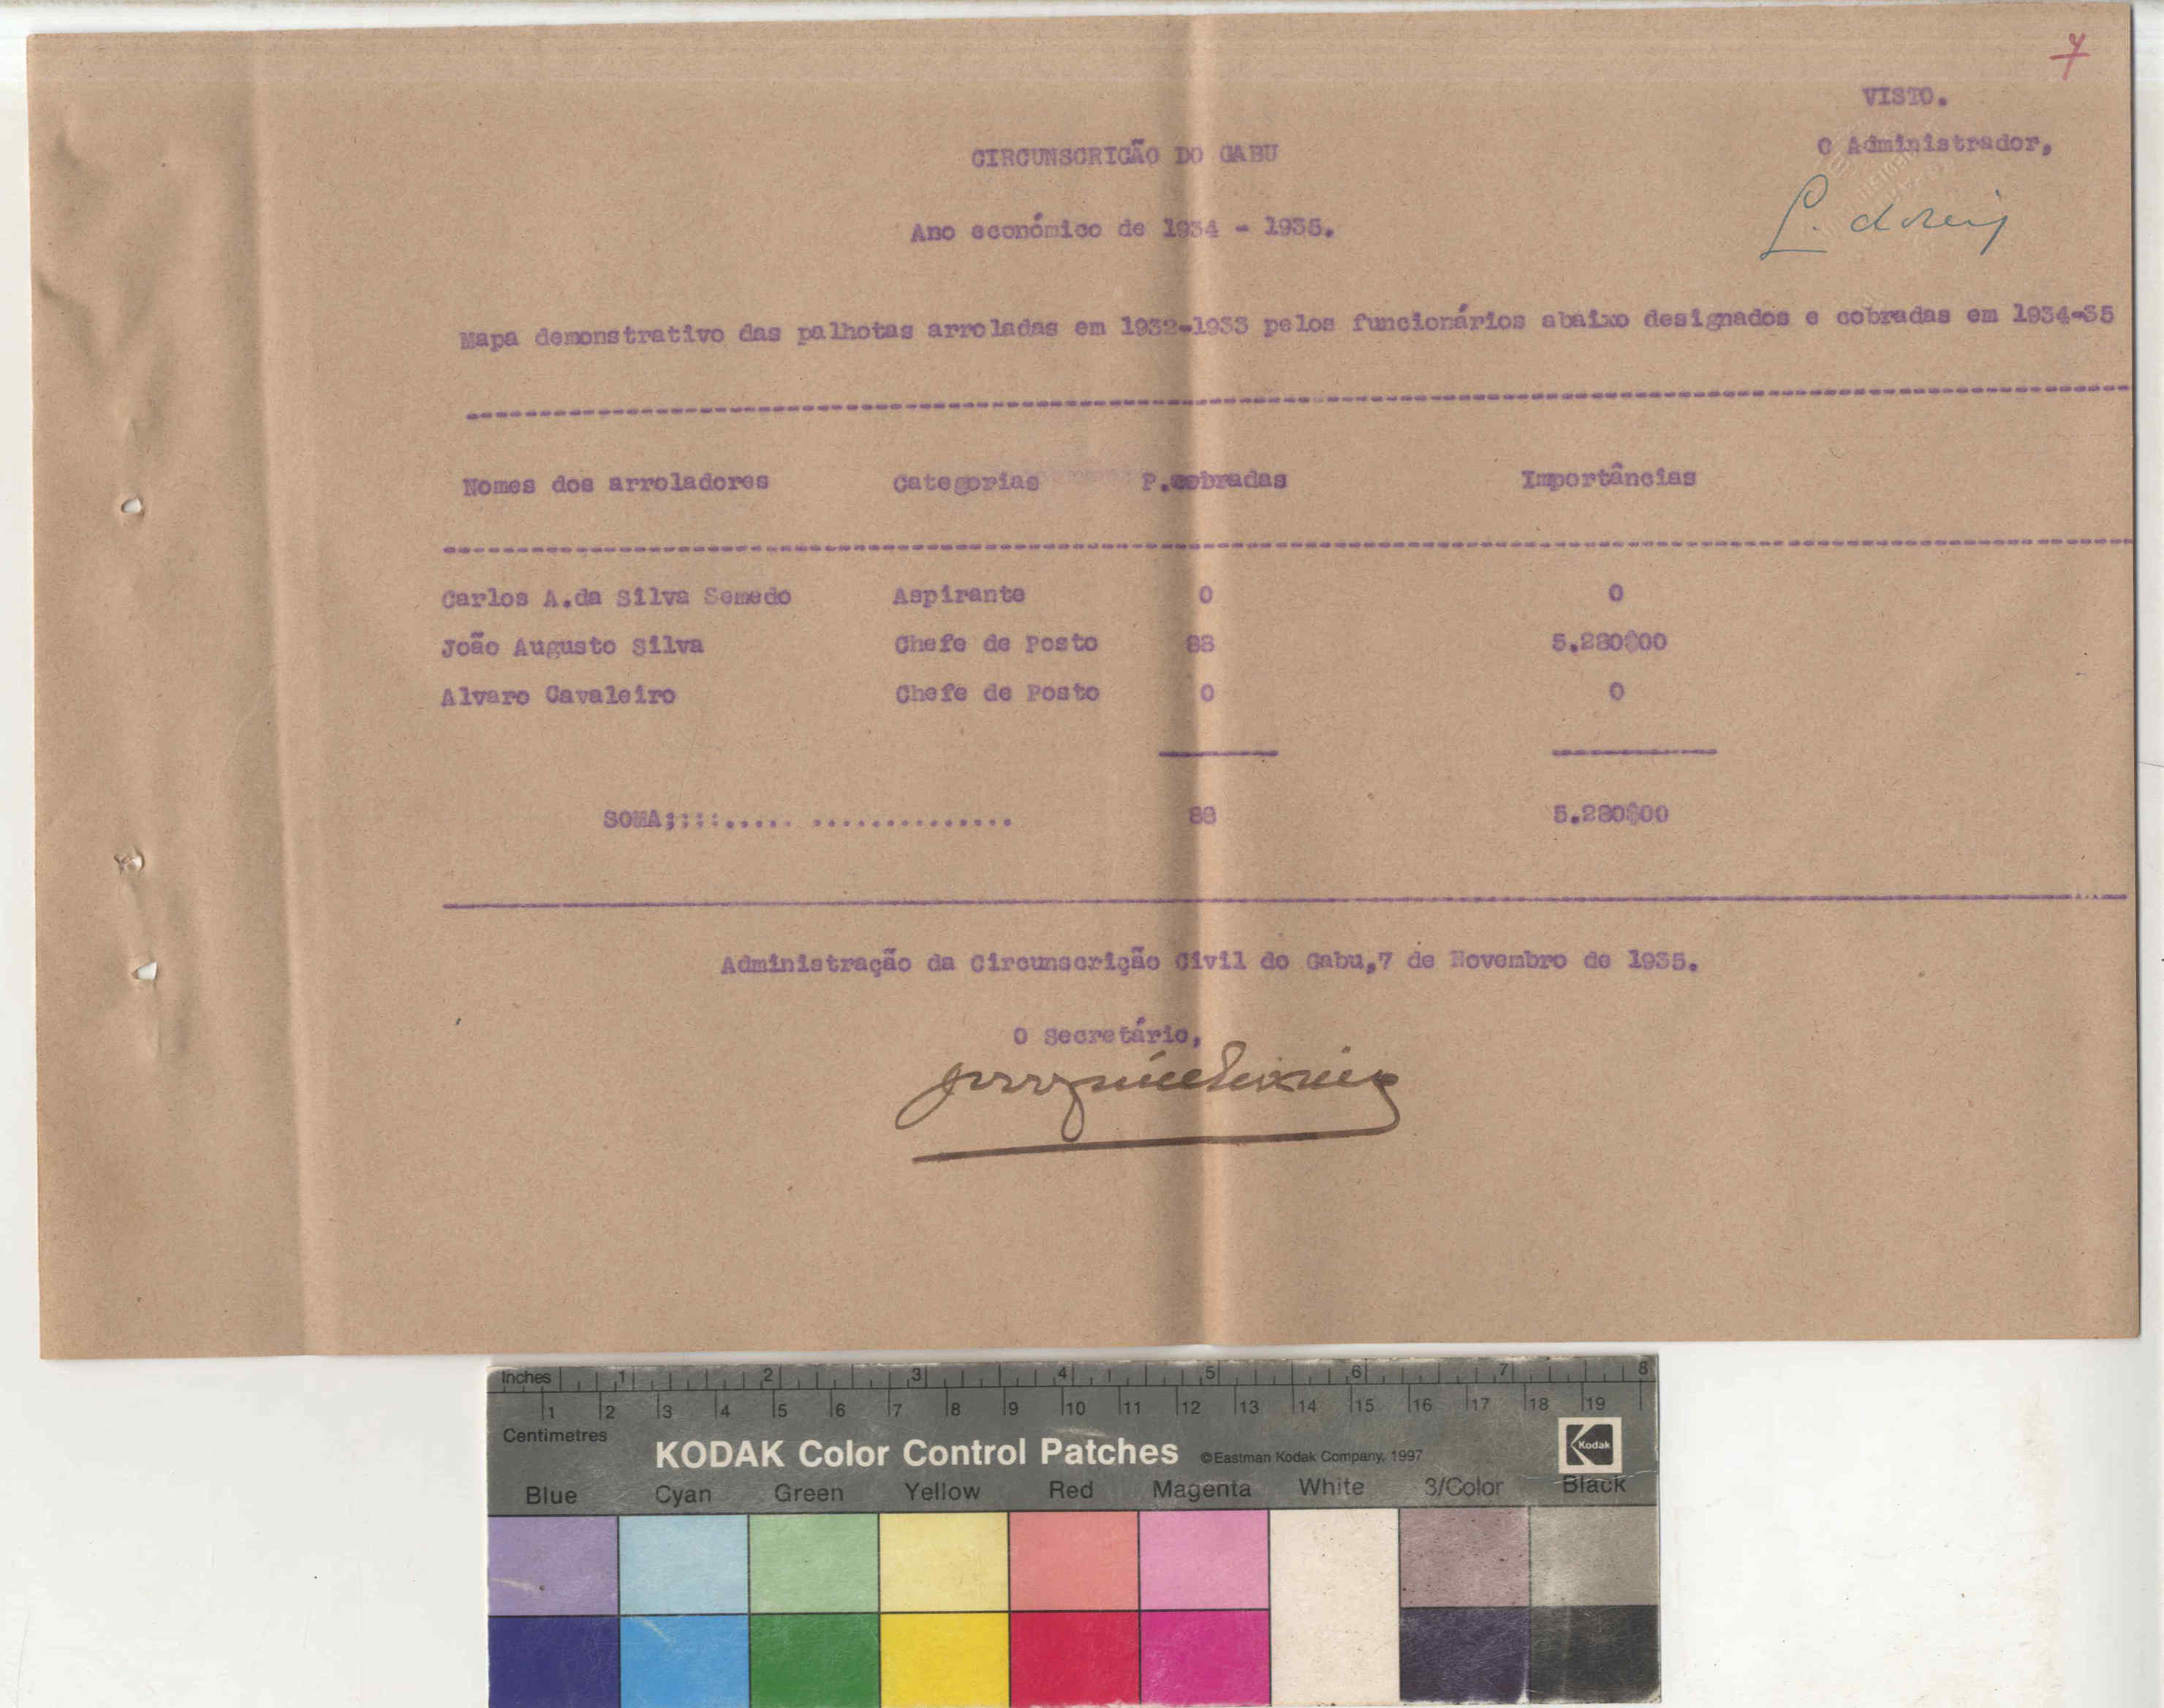 7
VISTO.
CIRCUNSCRICÃO DO GABU
O Administrador,
Ano económico de 1934 - 1935.
Mapa demonstrativo das palhotas arroladas em 1932-1933 pelos funcionários abaixo designados e cobradas em 1934-35
Nomes dos arroladores Categorias P.cobradas Importâncias
Carlos A.da Silva Semedo Aspirante 0 0
João Augusto Silva Chefe de Posto 88 5.280$00
Alvaro Cavaleiro Chefe de Posto 0 0
SOMA;;:::..... .............. 88 5.280$00
Administração da Circunscrição Civil do Gabu,7 de Novembro de 1935.
O Secretário,
Inches 1 2 3 4 5 6 7 8
1 2 3 4 5 6 7 8 9 10 11 12 13 14 15 16 17 18 19
Centimetres
KODAK Color Control Patches ©Eastman Kodak Company, 1997 Kodak
Blue Cyan Green Yellow Red Magenta White 3/Color Black